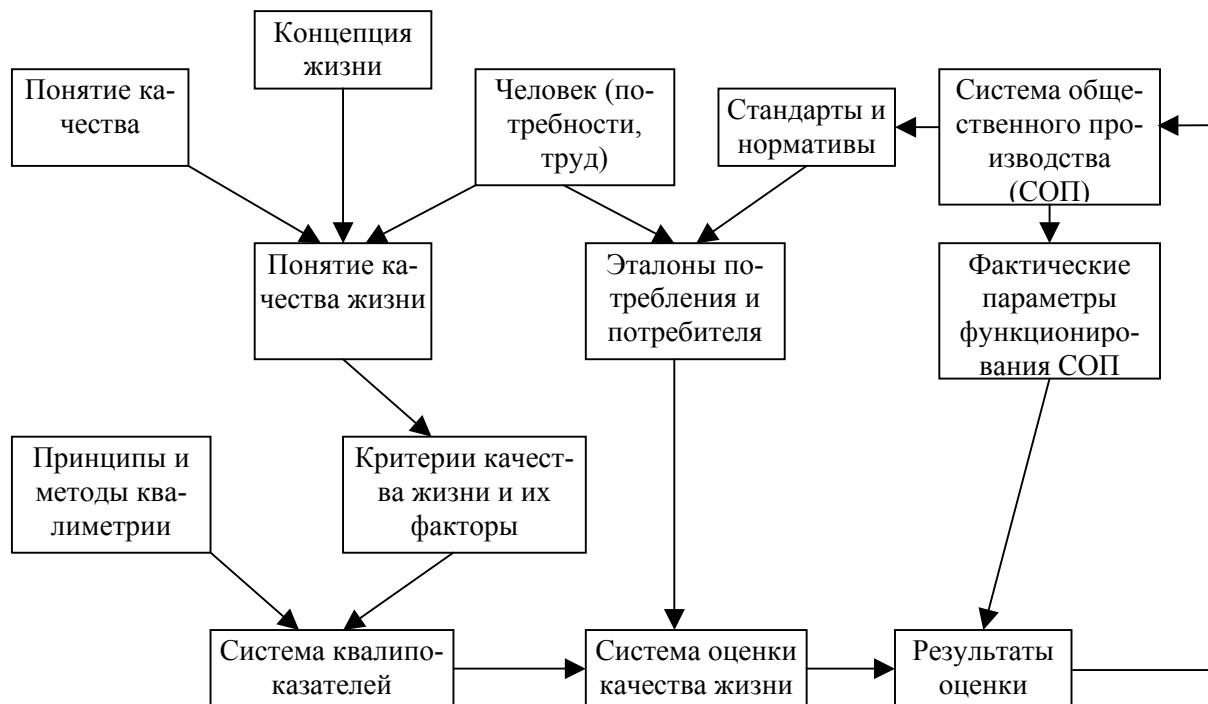 Концепция
жизни
Понятие ка-
чества
Человек (по-
требности,
труд)
Стандарты и
нормативы
Система обще-
ственного про-
изводства
(СОП)
Понятие ка-
чества жизни
Эталоны по-
требления и
потребителя
Фактические
параметры
функциониро-
вания СОП
Принципы и
методы ква-
лиметрии
Критерии качест-
ва жизни и их
факторы
Система квалипо-
казателей
Система оценки
качества жизни
Результаты
оценки